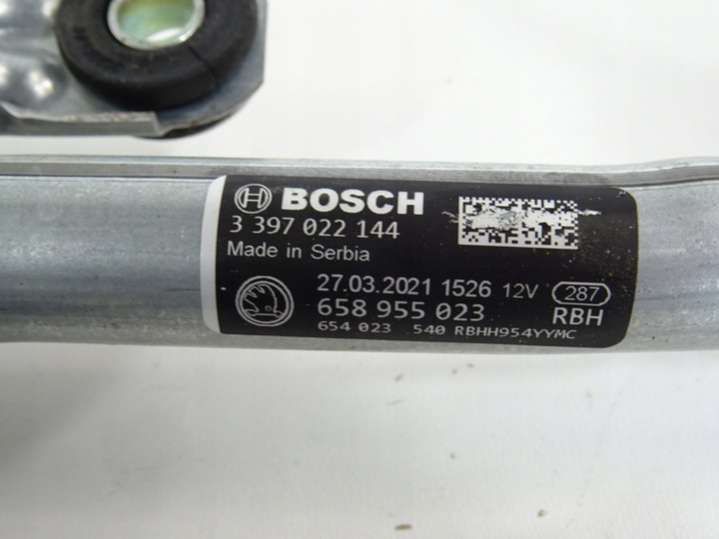 BOSCH
3 397 022 144
Made in Serbia
27.03.2021 1526 12V 287
658 955 023 RBH
654 023 540 RBHH954YYMC